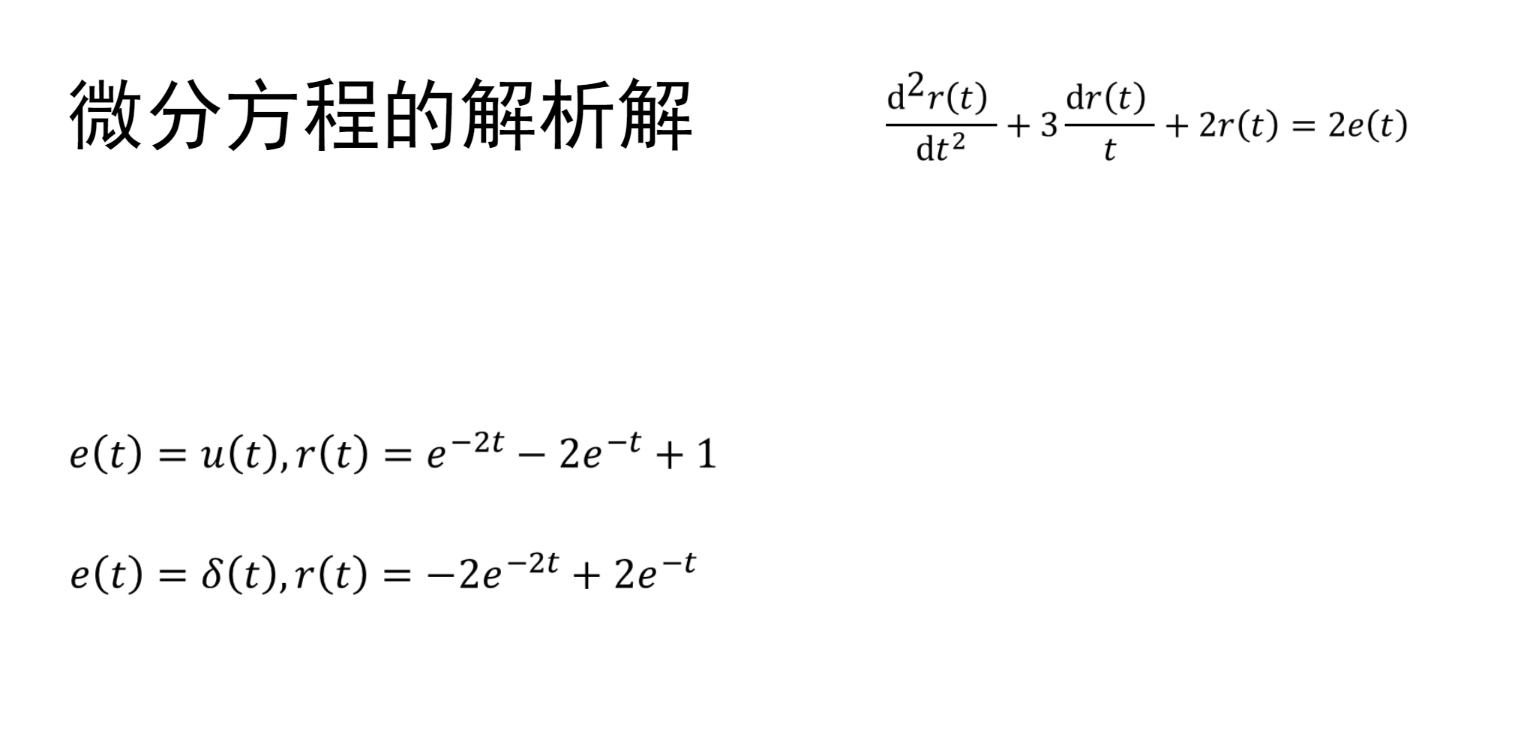 微分方程的解析解
d²r(t)/dt² + 3 dr(t)/t + 2r(t) = 2e(t)
e(t) = u(t), r(t) = e⁻²ᵗ − 2e⁻ᵗ + 1
e(t) = δ(t), r(t) = −2e⁻²ᵗ + 2e⁻ᵗ